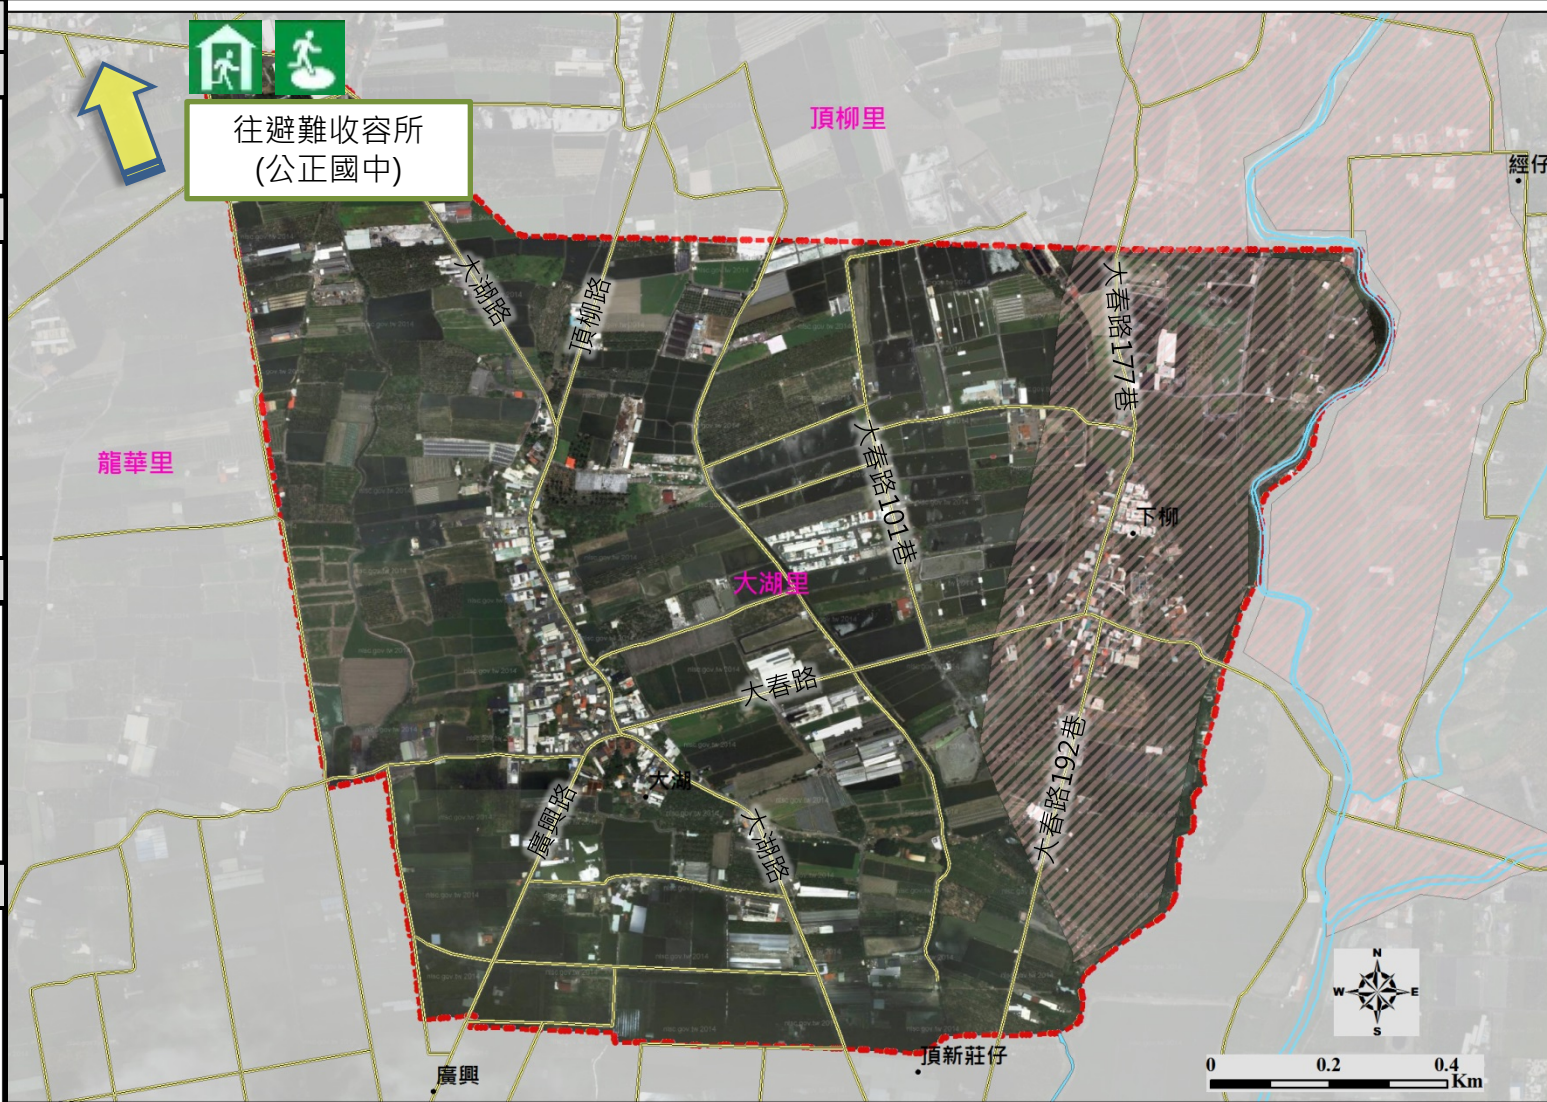 往避難收容所
(公正國中)
頂柳里
經仔
大湖路
頂柳路
大春路177巷
龍華里
大春路101巷
下柳
大湖里
大春路
大湖
廣興路
大湖路
大春路192巷
N
W
E
S
頂新莊仔
廣興
0
0.2
0.4
Km